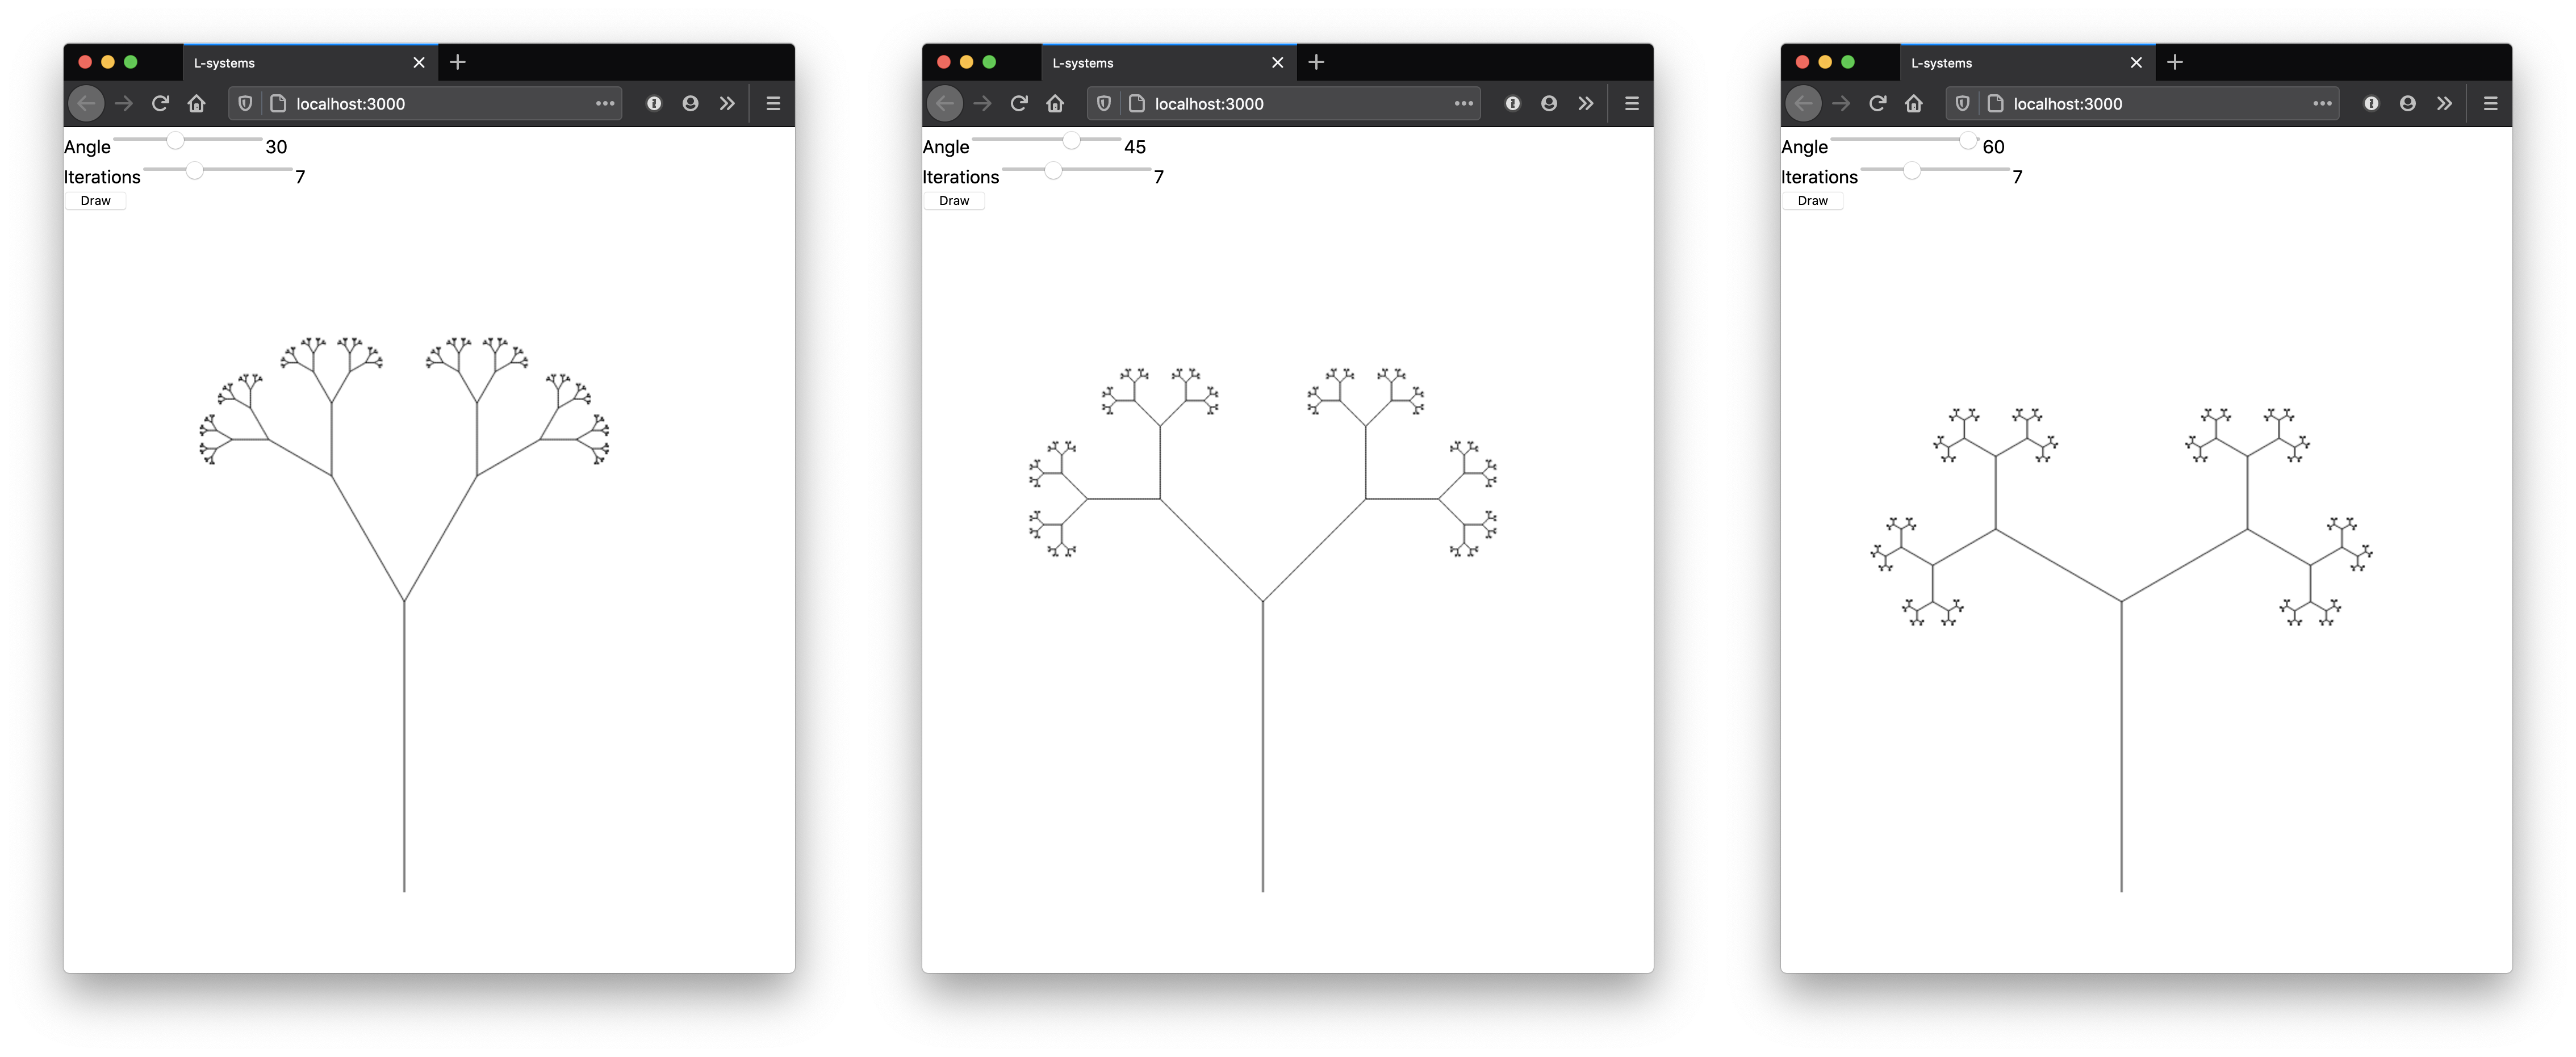 L-systems
localhost:3000
Angle 30
Iterations 7
Draw
L-systems
localhost:3000
Angle 45
Iterations 7
Draw
L-systems
localhost:3000
Angle 60
Iterations 7
Draw